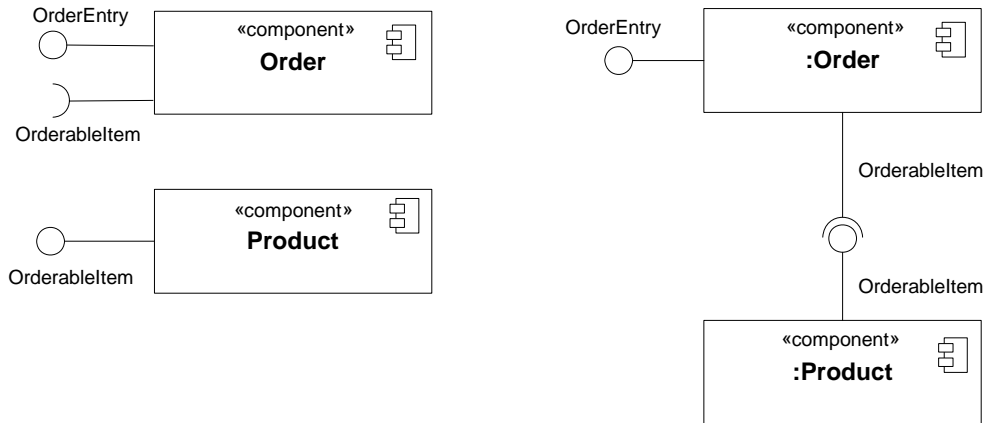 OrderEntry
«component»
Order
OrderableItem
«component»
Product
OrderableItem
OrderEntry
«component»
:Order
OrderableItem
OrderableItem
«component»
:Product